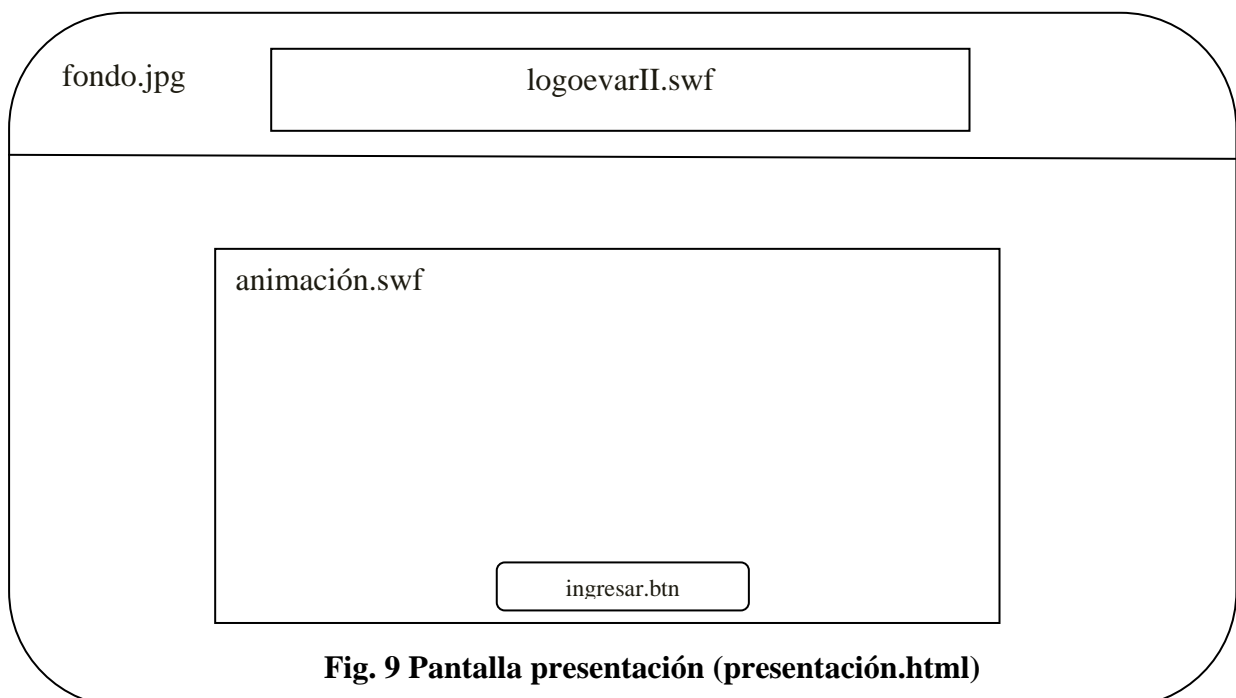 fondo.jpg
logoevarII.swf
animación.swf
ingresar.btn
Fig. 9 Pantalla presentación (presentación.html)